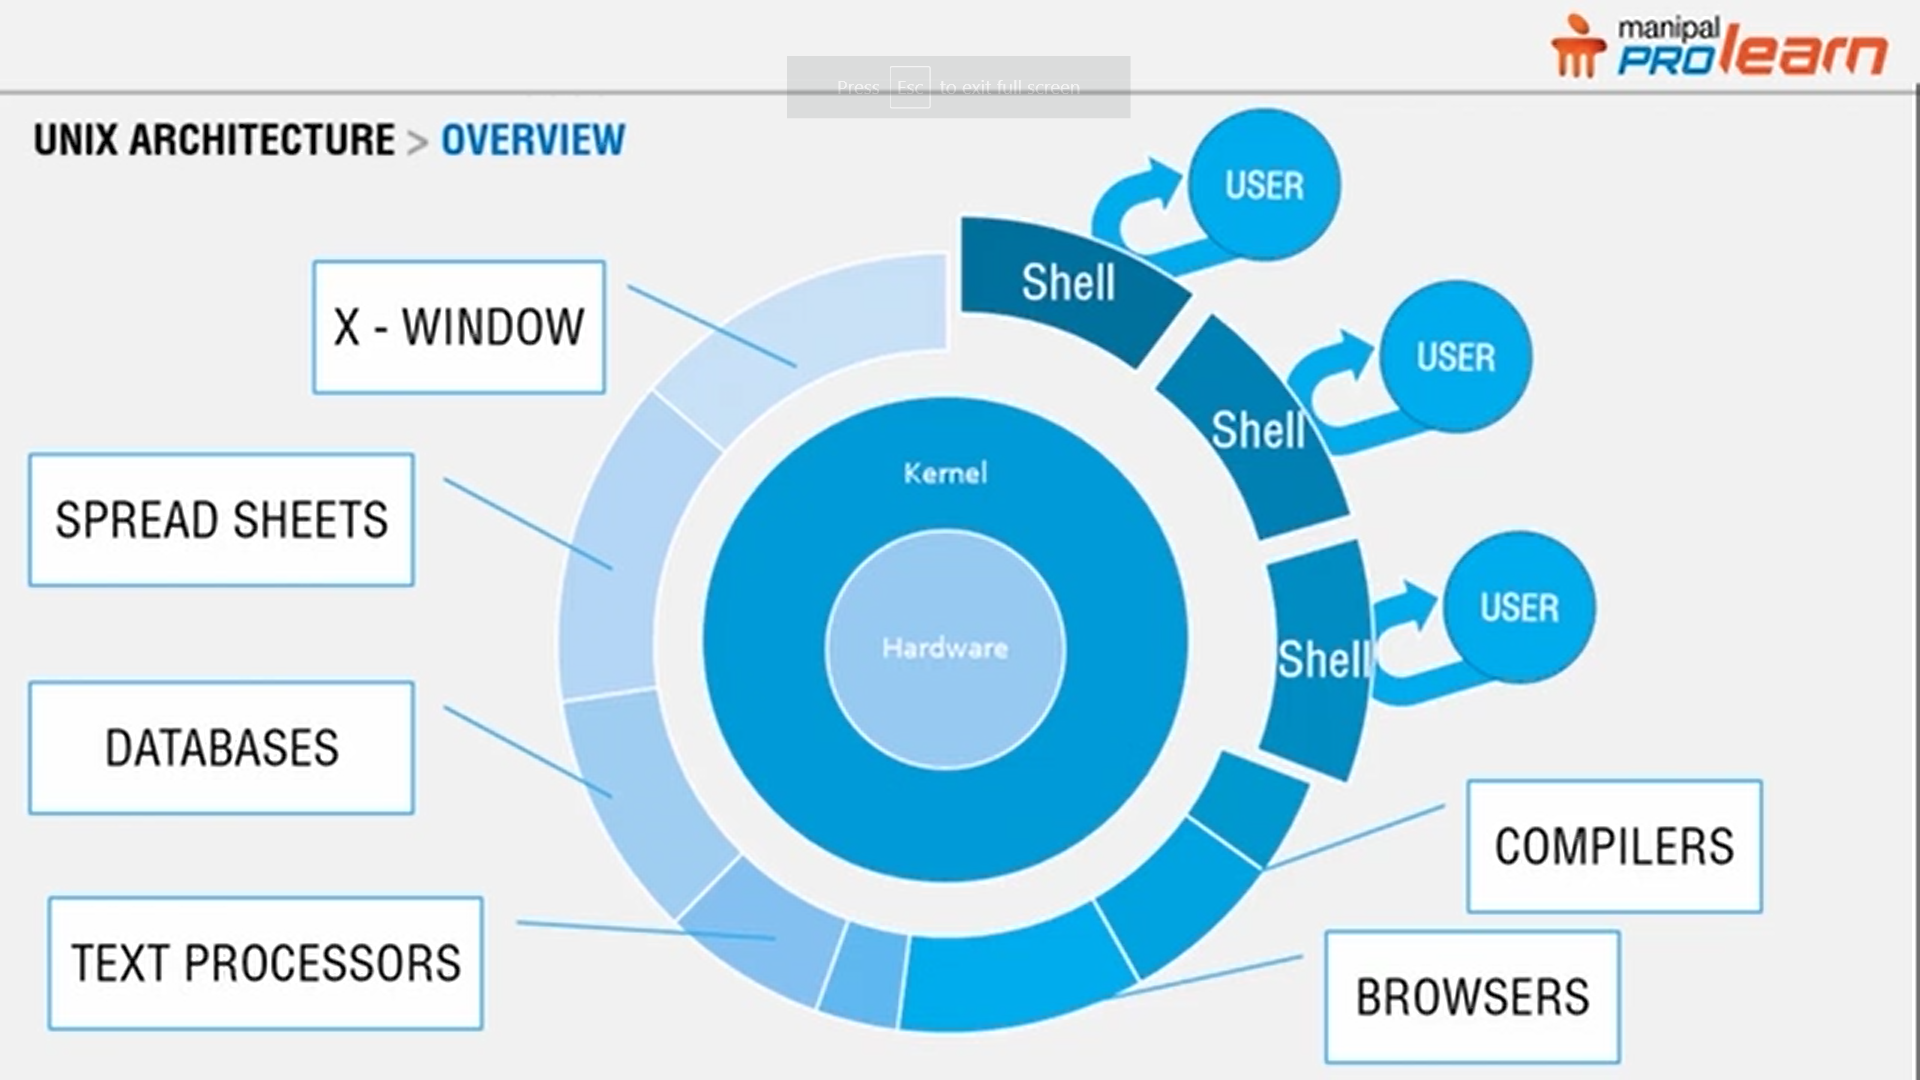 manipal
PROlearn
Press Esc to exit full screen
UNIX ARCHITECTURE > OVERVIEW
USER
X - WINDOW
Shell
USER
Shell
SPREAD SHEETS
Kernel
USER
Hardware
Shell
DATABASES
COMPILERS
TEXT PROCESSORS
BROWSERS